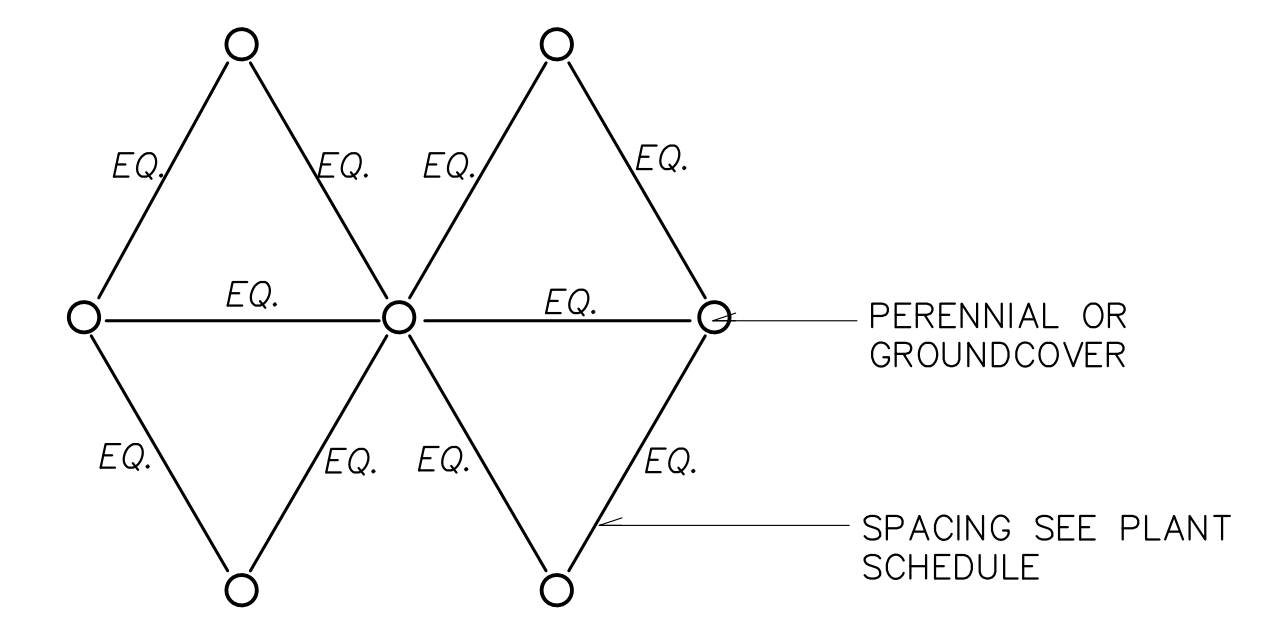 EQ. EQ. EQ. EQ.
EQ. EQ.
PERENNIAL OR
GROUNDCOVER
EQ. EQ. EQ. EQ.
SPACING SEE PLANT
SCHEDULE